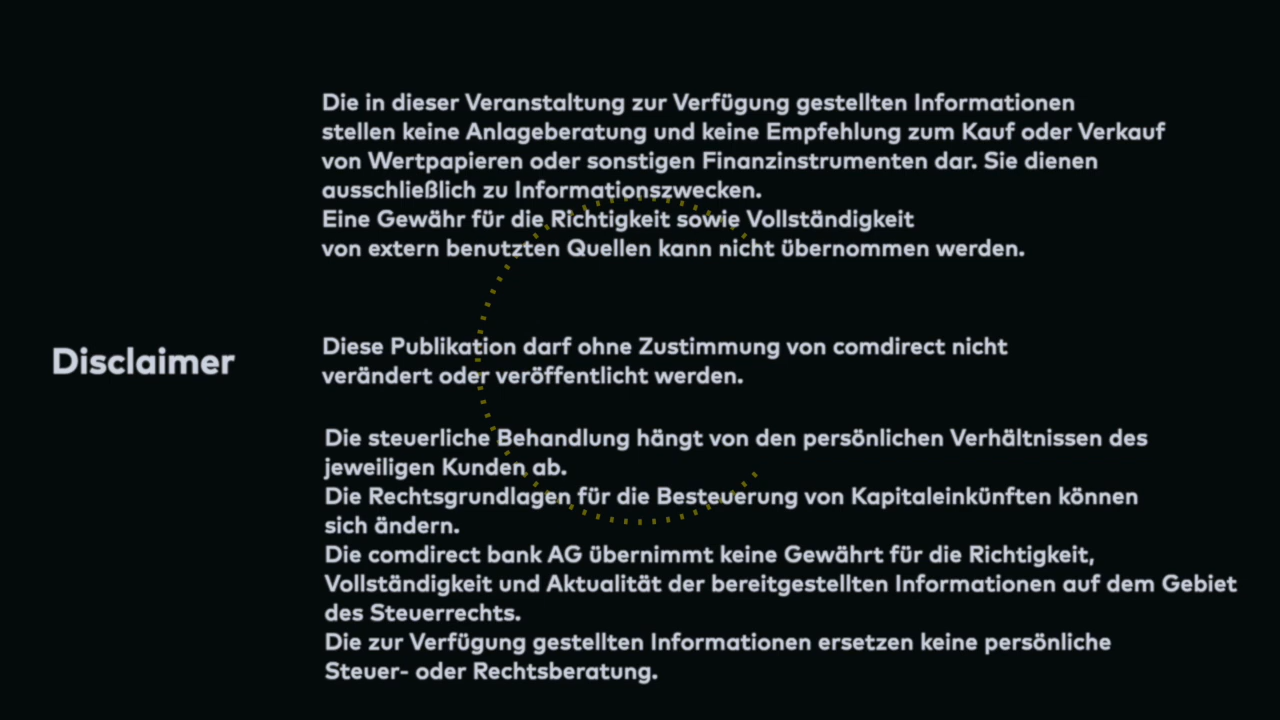 Die in dieser Veranstaltung zur Verfügung gestellten Informationen
stellen keine Anlageberatung und keine Empfehlung zum Kauf oder Verkauf
von Wertpapieren oder sonstigen Finanzinstrumenten dar. Sie dienen
ausschließlich zu Informationszwecken.
Eine Gewähr für die Richtigkeit sowie Vollständigkeit
von extern benutzten Quellen kann nicht übernommen werden.
Disclaimer
Diese Publikation darf ohne Zustimmung von comdirect nicht
verändert oder veröffentlicht werden.
Die steuerliche Behandlung hängt von den persönlichen Verhältnissen des
jeweiligen Kunden ab.
Die Rechtsgrundlagen für die Besteuerung von Kapitaleinkünften können
sich ändern.
Die comdirect bank AG übernimmt keine Gewährt für die Richtigkeit,
Vollständigkeit und Aktualität der bereitgestellten Informationen auf dem Gebiet
des Steuerrechts.
Die zur Verfügung gestellten Informationen ersetzen keine persönliche
Steuer- oder Rechtsberatung.